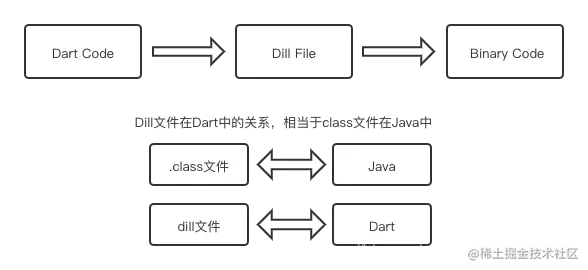 Dart Code
Dill File
Binary Code
Dill文件在Dart中的关系，相当于class文件在Java中
.class文件
Java
dill文件
Dart
@稀土掘金技术社区